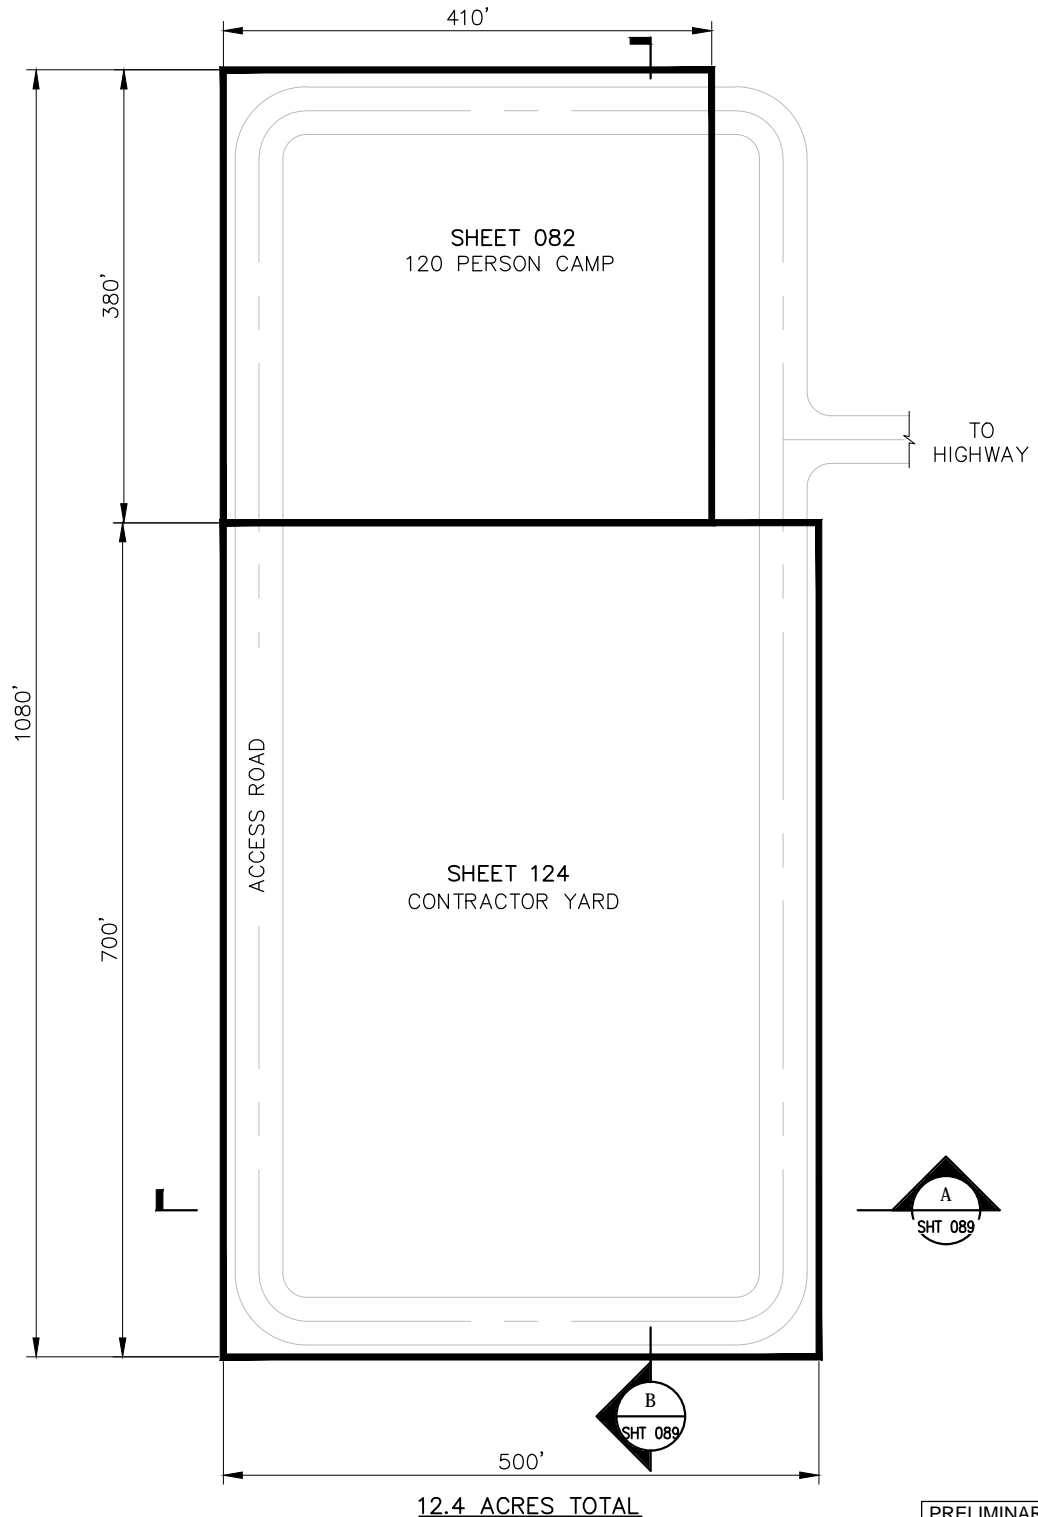 410'
SHEET 082
120 PERSON CAMP
380'
TO
HIGHWAY
1080'
ACCESS ROAD
SHEET 124
CONTRACTOR YARD
700'
A
SHT 089
B
SHT 089
500'
12.4 ACRES TOTAL
PRELIMINAR